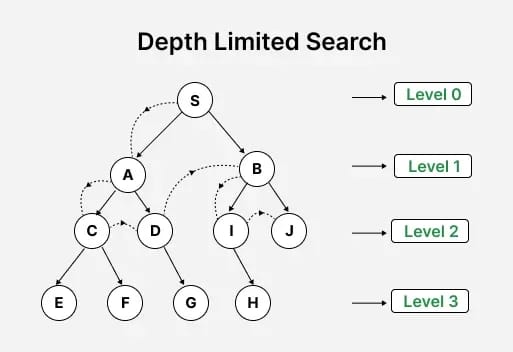 Depth Limited Search
S
Level 0
A
B
Level 1
C
D
I
J
Level 2
E
F
G
H
Level 3